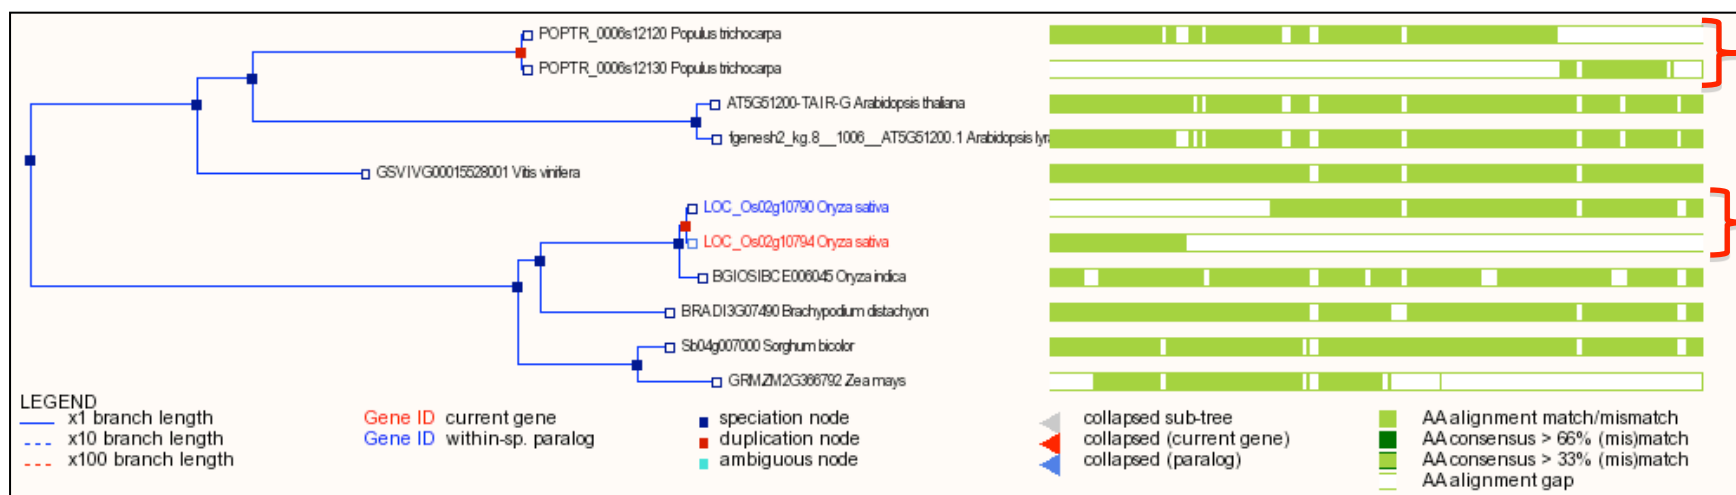 POPTR_0006s12120 Populus trichocarpa
POPTR_0006s12130 Populus trichocarpa
AT5G51200-TAIR-G Arabidopsis thaliana
fgenesh2_kg.8__1006__AT5G51200.1 Arabidopsis lyr
GSVIVG00015528001 Vitis vinifera
LOC_Os02g10790 Oryza sativa
LOC_Os02g10794 Oryza sativa
BGIOSIBCE006045 Oryza indica
BRADI3G07490 Brachypodium distachyon
Sb04g007000 Sorghum bicolor
GRMZM2G366792 Zea mays
LEGEND
x1 branch length
x10 branch length
x100 branch length
Gene ID current gene
Gene ID within-sp. paralog
speciation node
duplication node
ambiguous node
collapsed sub-tree
collapsed (current gene)
collapsed (paralog)
AA alignment match/mismatch
AA consensus > 66% (mis)match
AA consensus > 33% (mis)match
AA alignment gap